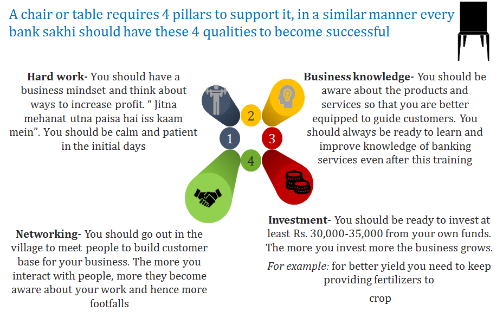 A chair or table requires 4 pillars to support it, in a similar manner every
bank sakhi should have these 4 qualities to become successful
Hard work- You should have a
business mindset and think about
ways to increase profit. “ Jitna
mehanat utna paisa hai iss kaam
mein”. You should be calm and patient
in the initial days
Business knowledge- You should be
aware about the products and
services so that you are better
equipped to guide customers. You
should always be ready to learn and
improve knowledge of banking
services even after this training
2
1
3
4
Networking- You should go out in the
village to meet people to build customer
base for your business. The more you
interact with people, more they become
aware about your work and hence more
footfalls
Investment- You should be ready to invest at
least Rs. 30,000-35,000 from your own funds.
The more you invest more the business grows.
For example: for better yield you need to keep
providing fertilizers to
crop